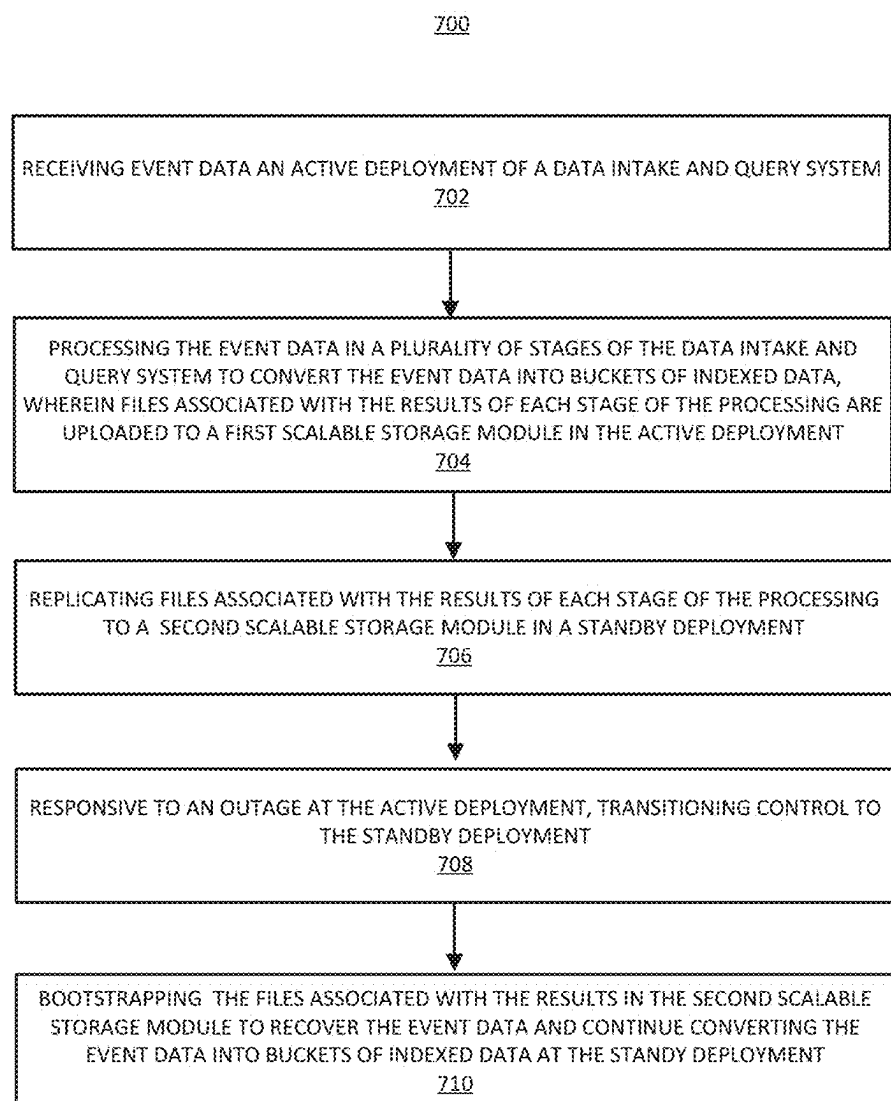 700
RECEIVING EVENT DATA AN ACTIVE DEPLOYMENT OF A DATA INTAKE AND QUERY SYSTEM
702
PROCESSING THE EVENT DATA IN A PLURALITY OF STAGES OF THE DATA INTAKE AND
QUERY SYSTEM TO CONVERT THE EVENT DATA INTO BUCKETS OF INDEXED DATA,
WHEREIN FILES ASSOCIATED WITH THE RESULTS OF EACH STAGE OF THE PROCESSING ARE
UPLOADED TO A FIRST SCALABLE STORAGE MODULE IN THE ACTIVE DEPLOYMENT
704
REPLICATING FILES ASSOCIATED WITH THE RESULTS OF EACH STAGE OF THE PROCESSING
TO A SECOND SCALABLE STORAGE MODULE IN A STANDBY DEPLOYMENT
706
RESPONSIVE TO AN OUTAGE AT THE ACTIVE DEPLOYMENT, TRANSITIONING CONTROL TO
THE STANDBY DEPLOYMENT
708
BOOTSTRAPPING THE FILES ASSOCIATED WITH THE RESULTS IN THE SECOND SCALABLE
STORAGE MODULE TO RECOVER THE EVENT DATA AND CONTINUE CONVERTING THE
EVENT DATA INTO BUCKETS OF INDEXED DATA AT THE STANDY DEPLOYMENT
710